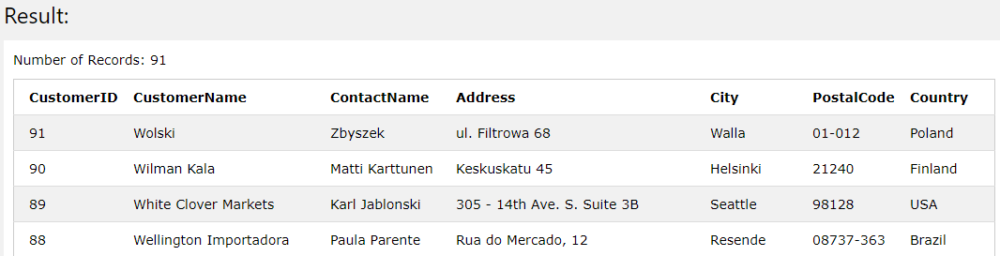 Result:
Number of Records: 91
CustomerID CustomerName ContactName Address City PostalCode Country
91 Wolski Zbyszek ul. Filtrowa 68 Walla 01-012 Poland
90 Wilman Kala Matti Karttunen Keskuskatu 45 Helsinki 21240 Finland
89 White Clover Markets Karl Jablonski 305 - 14th Ave. S. Suite 3B Seattle 98128 USA
88 Wellington Importadora Paula Parente Rua do Mercado, 12 Resende 08737-363 Brazil